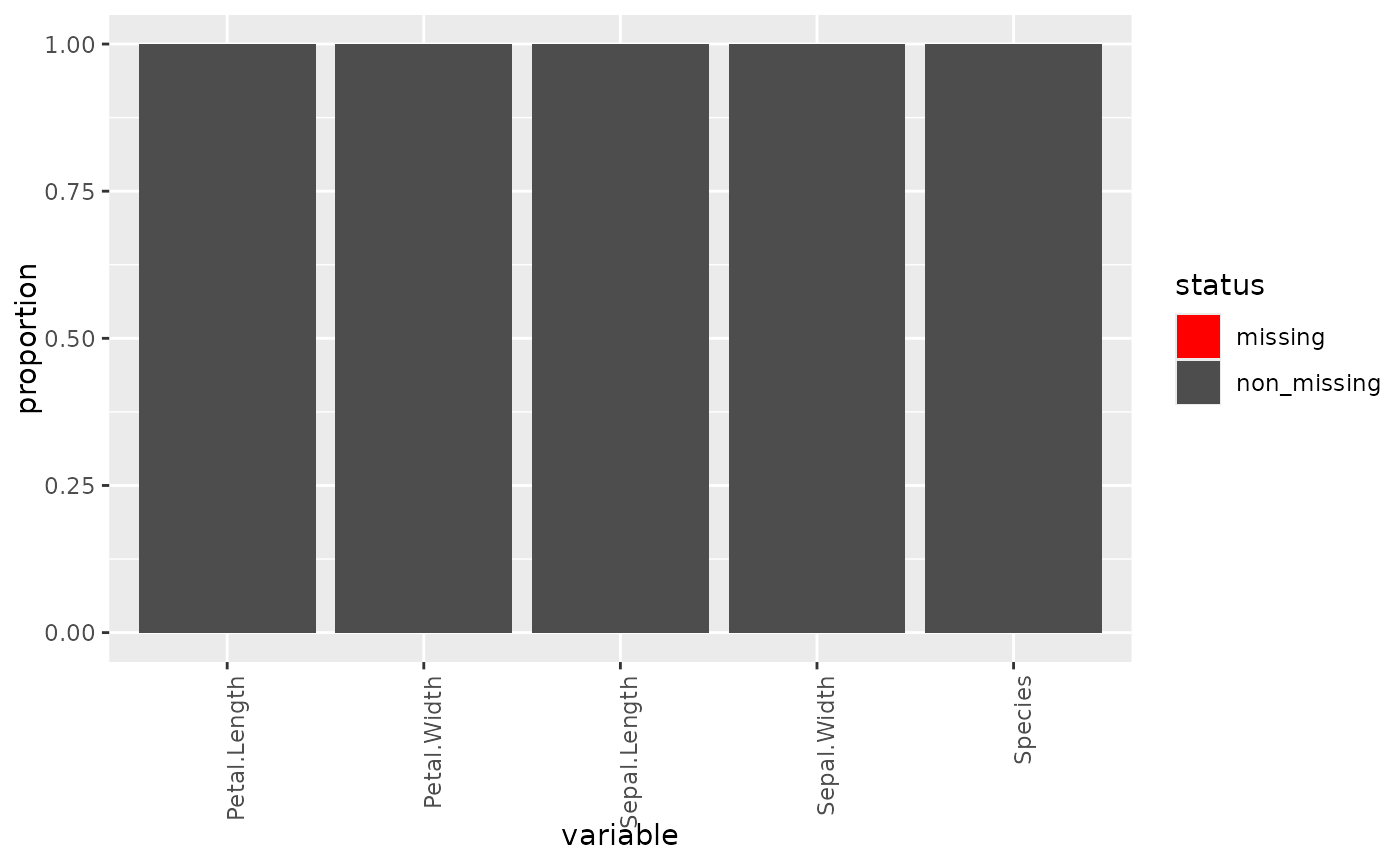 proportion
1.00
0.75
0.50
0.25
0.00
Petal.Length
Petal.Width
Sepal.Length
Sepal.Width
Species
variable
status
missing
non_missing